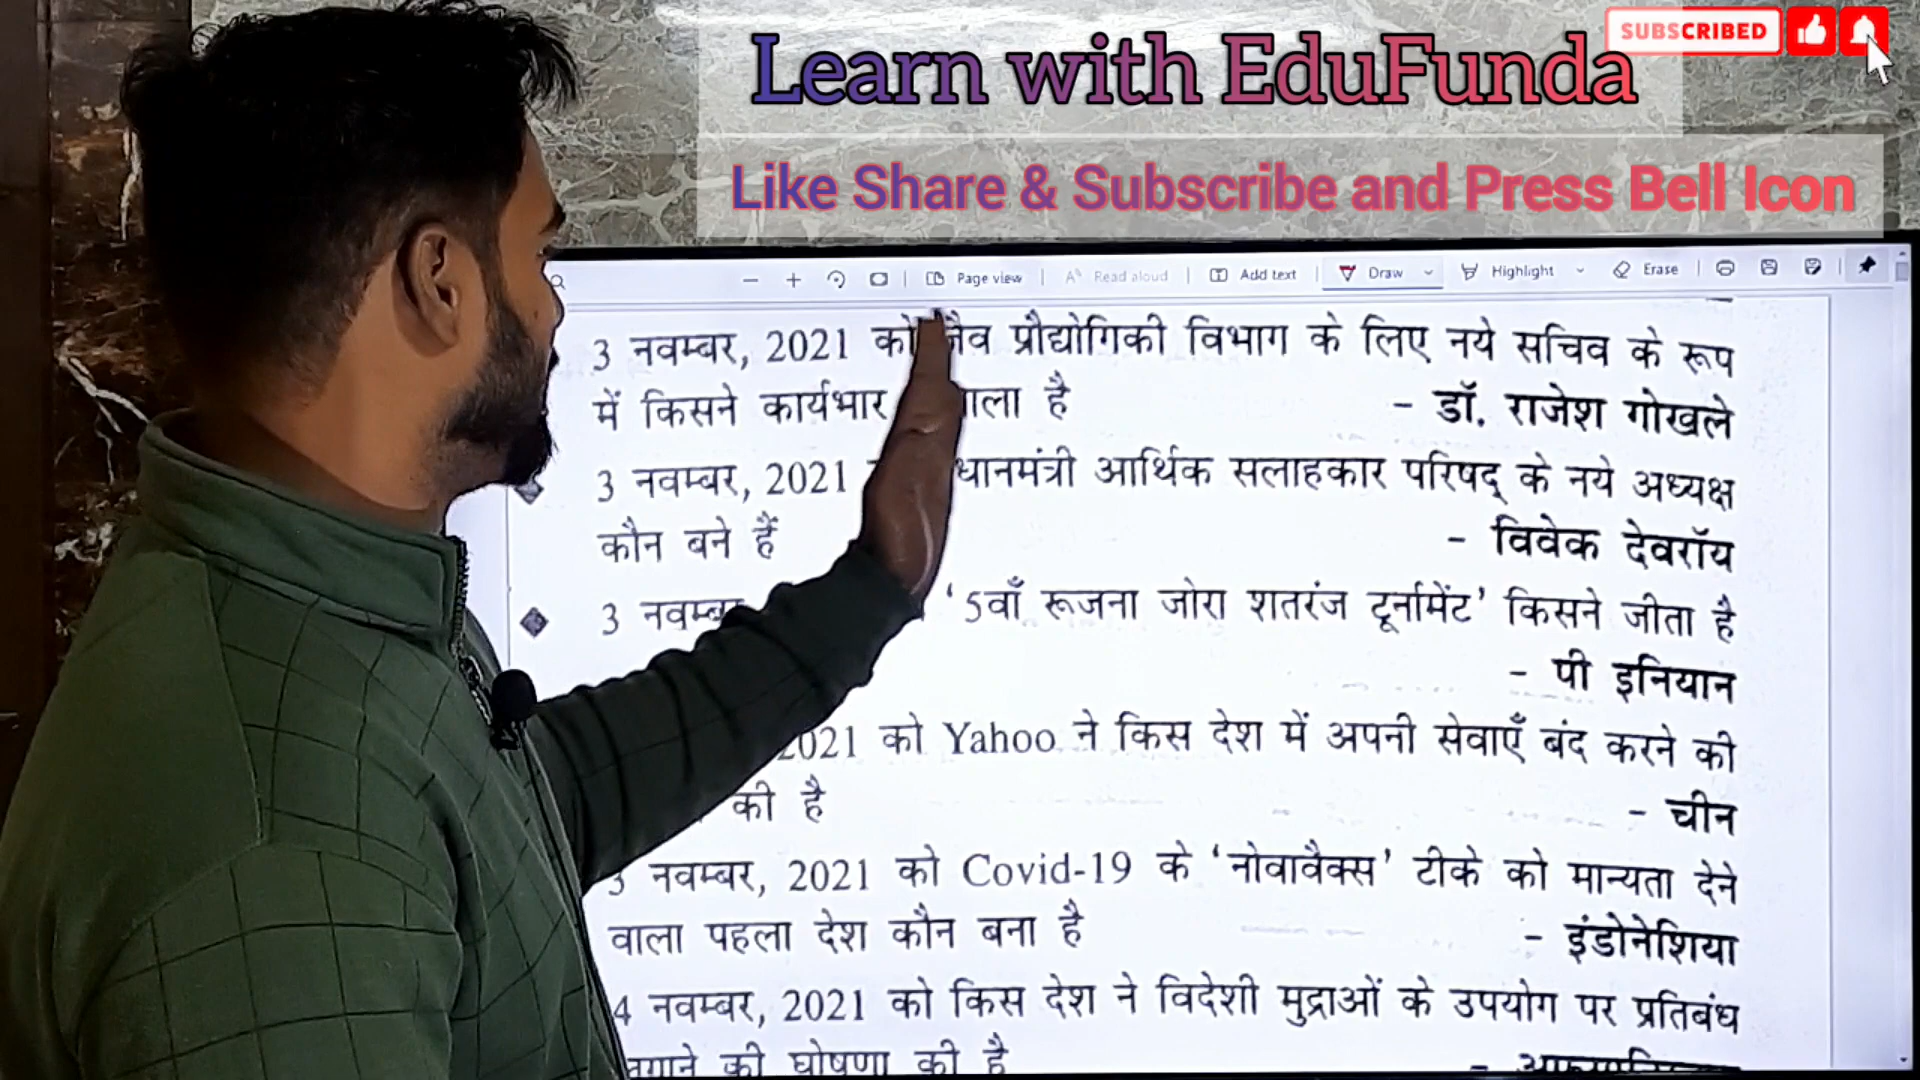 SUBSCRIBED
Learn with EduFunda
Like Share & Subscribe and Press Bell Icon
Page view Read aloud Add text Draw Highlight Erase
3 नवम्बर, 2021 को जैव प्रौद्योगिकी विभाग के लिए नये सचिव के रूप
में किसने कार्यभार है - डॉ. राजेश गोखले
3 नवम्बर, 2021 आर्थिक सलाहकार परिषद् के नये अध्यक्ष
कौन बने हैं - विवेक देवरॉय
3 '5वाँ रूजना जोरा शतरंज टूर्नामेंट' किसने जीता है
- पी इनियान
2021 को Yahoo ने किस देश में अपनी सेवाएँ बंद करने की
की है - चीन
3 नवम्बर, 2021 को Covid-19 के 'नोवावैक्स' टीके को मान्यता देने
वाला पहला देश कौन बना है - इंडोनेशिया
4 नवम्बर, 2021 को किस देश ने विदेशी मुद्राओं के उपयोग पर प्रतिबंध
की घोषणा की है